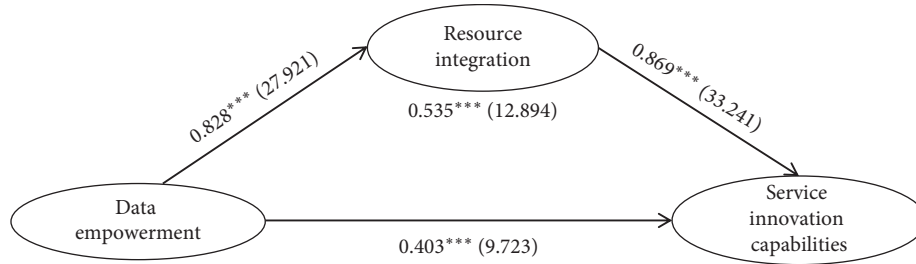 Resource
integration
0.828*** (27.921)
0.869*** (33.241)
0.535*** (12.894)
Data
empowerment
Service
innovation
capabilities
0.403*** (9.723)